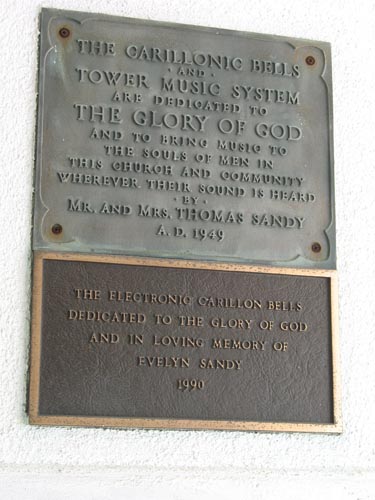 THE CARILLONIC BELLS
· AND ·
TOWER MUSIC SYSTEM
ARE DEDICATED TO
THE GLORY OF GOD
AND TO BRING MUSIC TO
THE SOULS OF MEN IN
THIS CHURCH AND COMMUNITY
WHEREVER THEIR SOUND IS HEARD
· BY ·
MR. AND MRS. THOMAS SANDY
A. D. 1949
THE ELECTRONIC CARILLON BELLS
DEDICATED TO THE GLORY OF GOD
AND IN LOVING MEMORY OF
EVELYN SANDY
1990